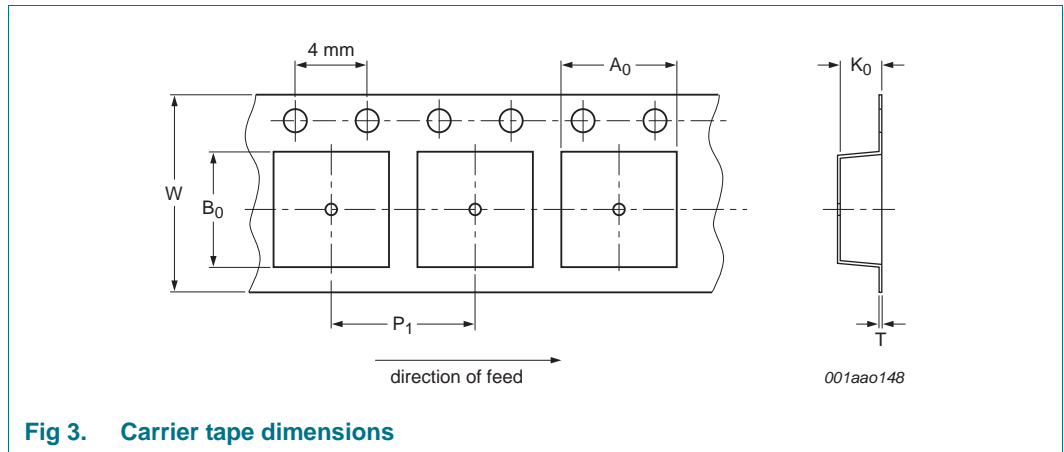 4 mm
A0
K0
W
B0
P1
T
direction of feed
001aao148
Fig 3. Carrier tape dimensions